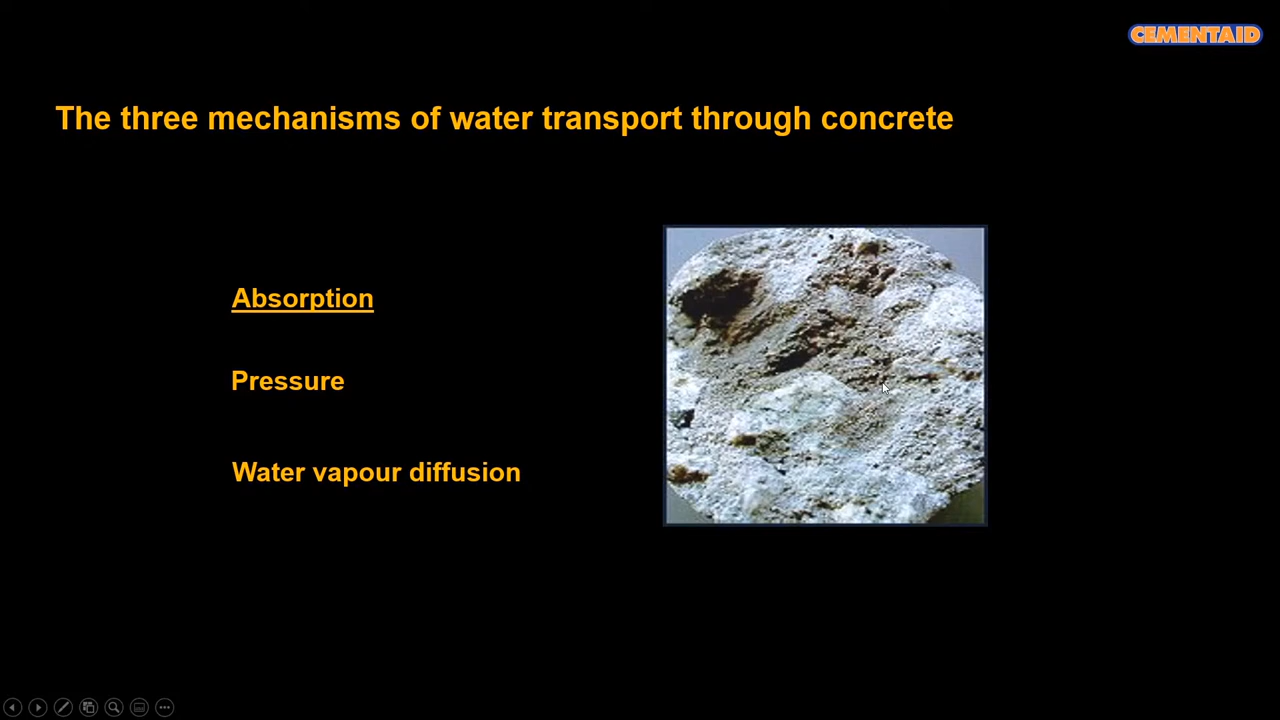 CEMENTAID
The three mechanisms of water transport through concrete
Absorption
Pressure
Water vapour diffusion